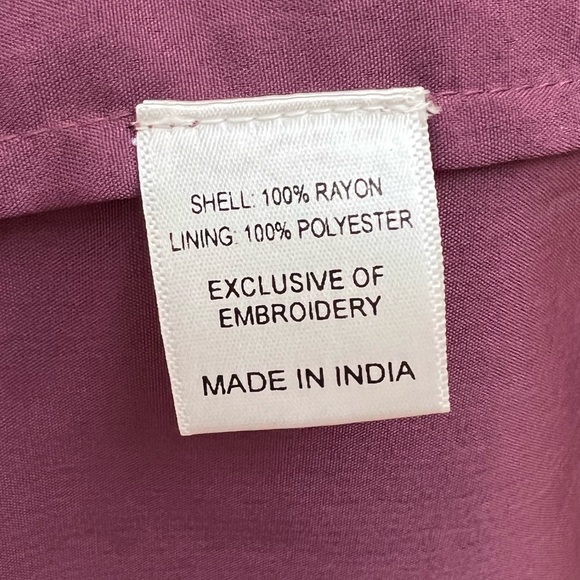 SHELL: 100% RAYON
LINING: 100% POLYESTER
EXCLUSIVE OF
EMBROIDERY
MADE IN INDIA